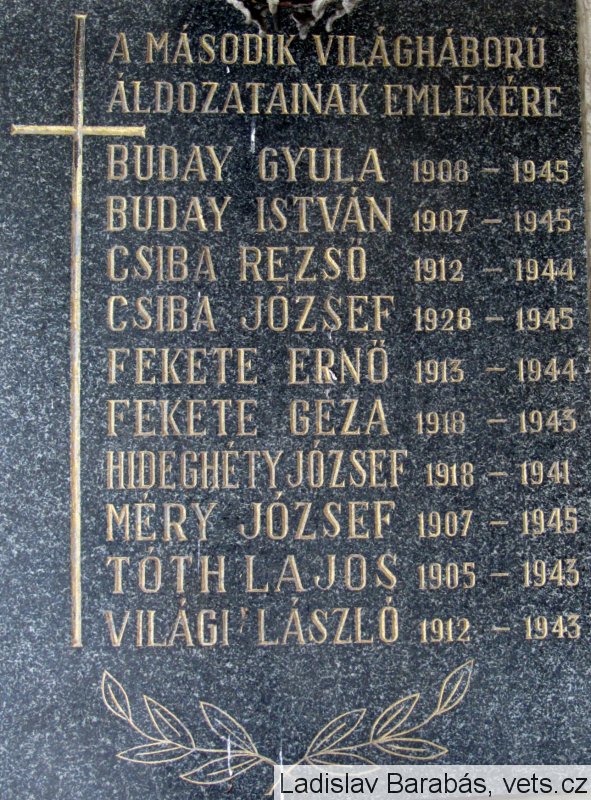 A MÁSODIK VILÁGHÁBORÚ
ÁLDOZATAINAK EMLÉKÉRE
BUDAY GYULA 1908 – 1945
BUDAY ISTVÁN 1907 – 1945
CSIBA REZSŐ 1912 – 1944
CSIBA JÓZSEF 1926 – 1945
FEKETE ERNŐ 1913 – 1944
FEKETE GÉZA 1918 – 1943
HIDEGHÉTY JÓZSEF 1918 – 1941
MÉRY JÓZSEF 1907 – 1945
TÓTH LAJOS 1905 – 1943
VILÁGI LÁSZLÓ 1912 – 1943
Ladislav Barabás, vets.cz